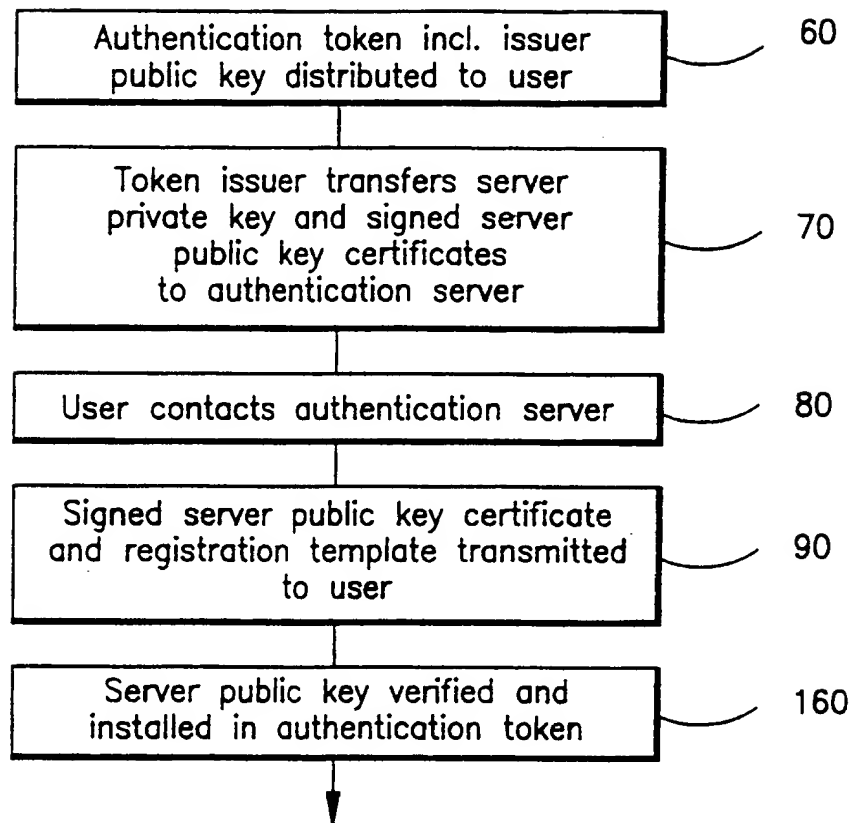 Authentication token incl. issuer
public key distributed to user
60
Token issuer transfers server
private key and signed server
public key certificates
to authentication server
70
User contacts authentication server
80
Signed server public key certificate
and registration template transmitted
to user
90
Server public key verified and
installed in authentication token
160